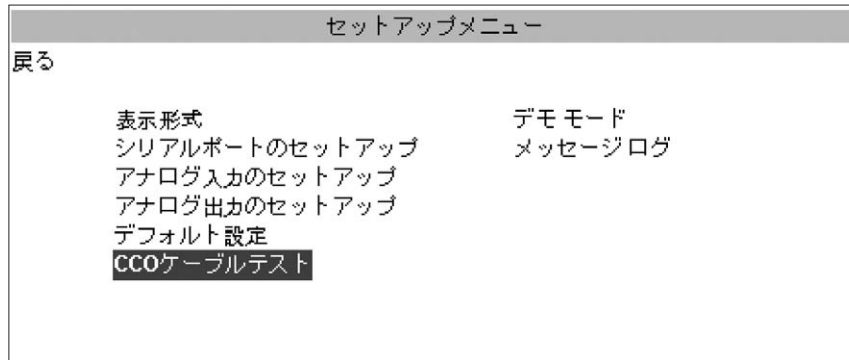 セットアップメニュー
戻る
表示形式
シリアルポートのセットアップ
アナログ入力のセットアップ
アナログ出力のセットアップ
デフォルト設定
CCOケーブルテスト
デモ モード
メッセージ ログ